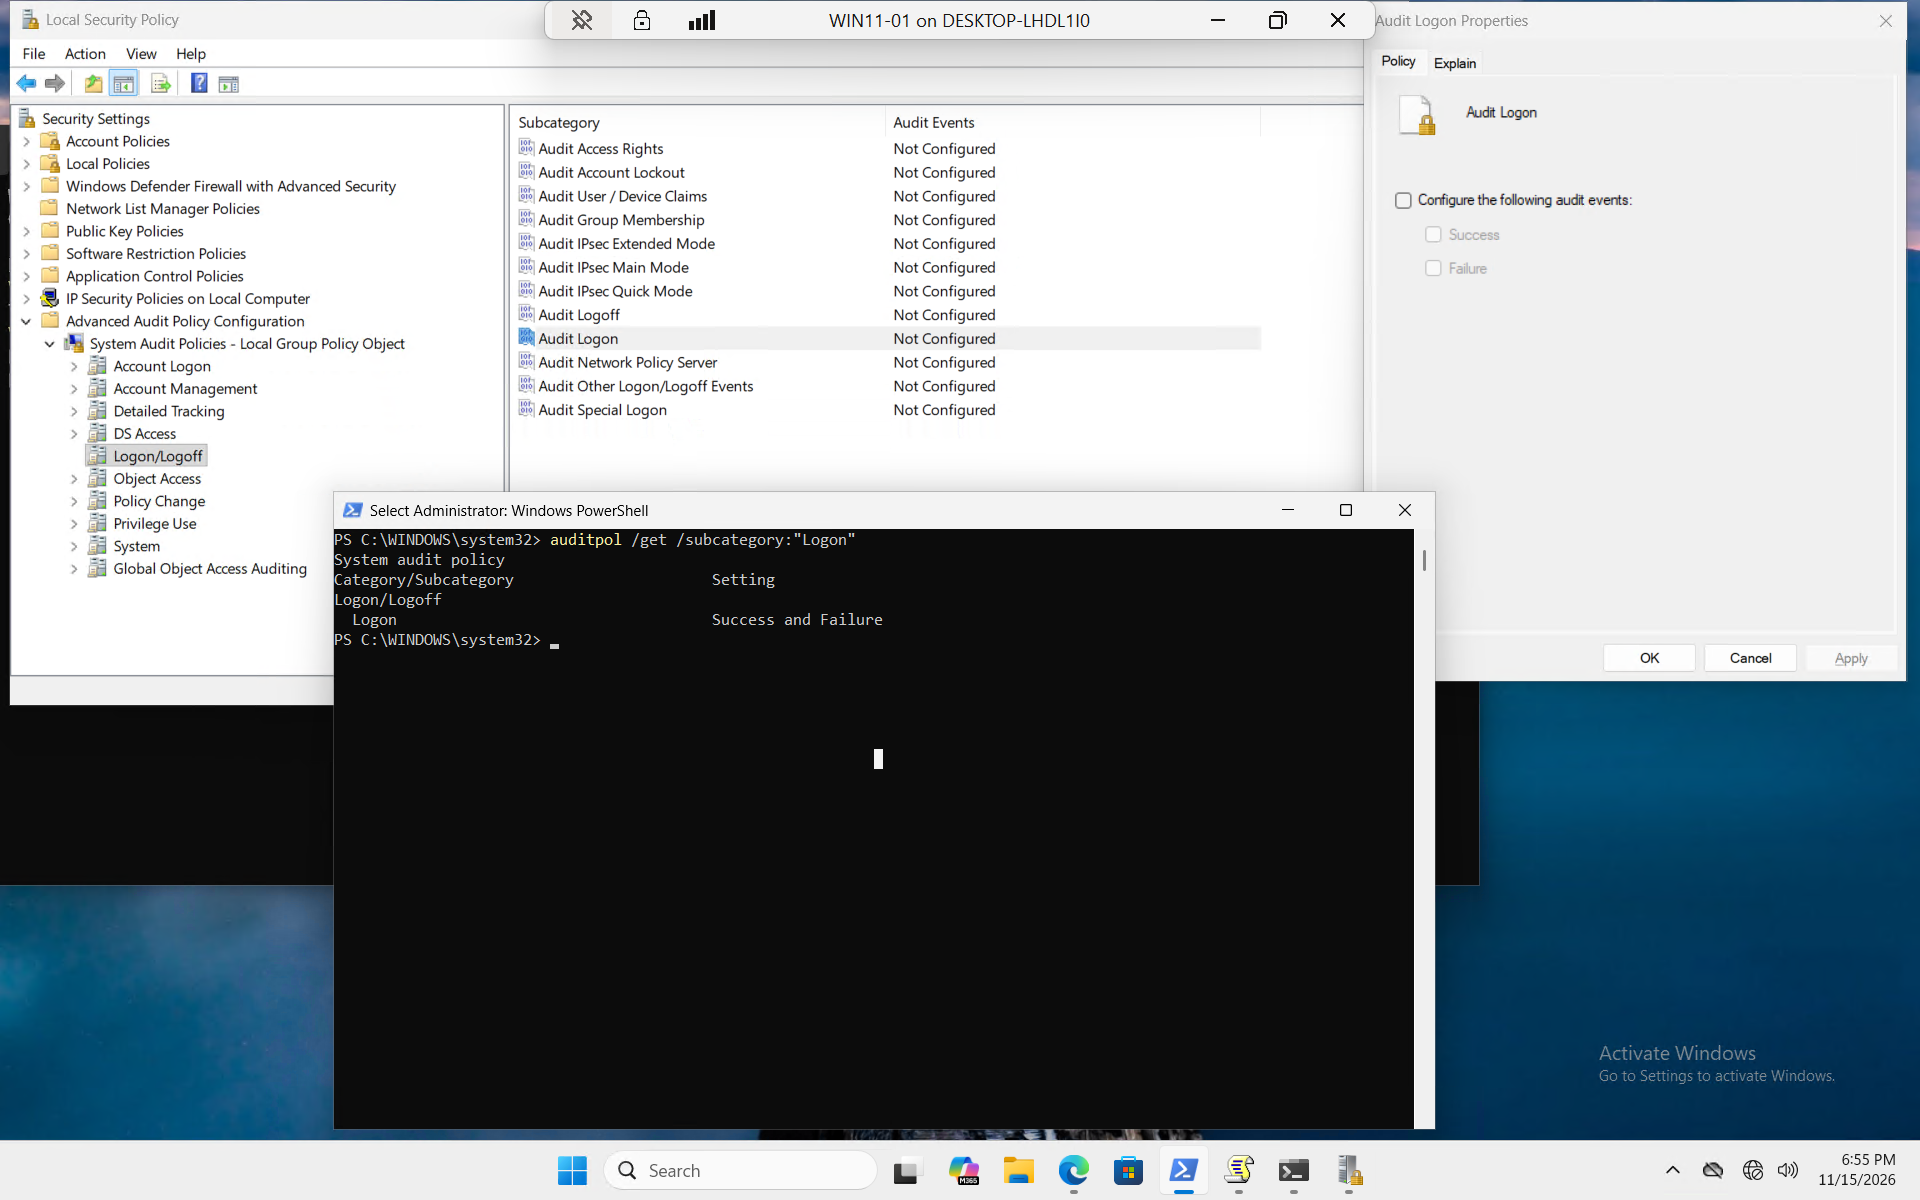 Local Security Policy
WIN11-01 on DESKTOP-LHDL1I0
File Action View Help
Security Settings
Account Policies
Local Policies
Windows Defender Firewall with Advanced Security
Network List Manager Policies
Public Key Policies
Software Restriction Policies
Application Control Policies
IP Security Policies on Local Computer
Advanced Audit Policy Configuration
System Audit Policies - Local Group Policy Object
Account Logon
Account Management
Detailed Tracking
DS Access
Logon/Logoff
Object Access
Policy Change
Privilege Use
System
Global Object Access Auditing
Subcategory Audit Events
Audit Access Rights Not Configured
Audit Account Lockout Not Configured
Audit User / Device Claims Not Configured
Audit Group Membership Not Configured
Audit IPsec Extended Mode Not Configured
Audit IPsec Main Mode Not Configured
Audit IPsec Quick Mode Not Configured
Audit Logoff Not Configured
Audit Logon Not Configured
Audit Network Policy Server Not Configured
Audit Other Logon/Logoff Events Not Configured
Audit Special Logon Not Configured
Audit Logon Properties
Policy Explain
Audit Logon
Configure the following audit events:
Success
Failure
OK Cancel Apply
Select Administrator: Windows PowerShell
PS C:\WINDOWS\system32> auditpol /get /subcategory:"Logon"
System audit policy
Category/Subcategory Setting
Logon/Logoff
Logon Success and Failure
PS C:\WINDOWS\system32>
Activate Windows
Go to Settings to activate Windows.
Search
M365
6:55 PM
11/15/2026